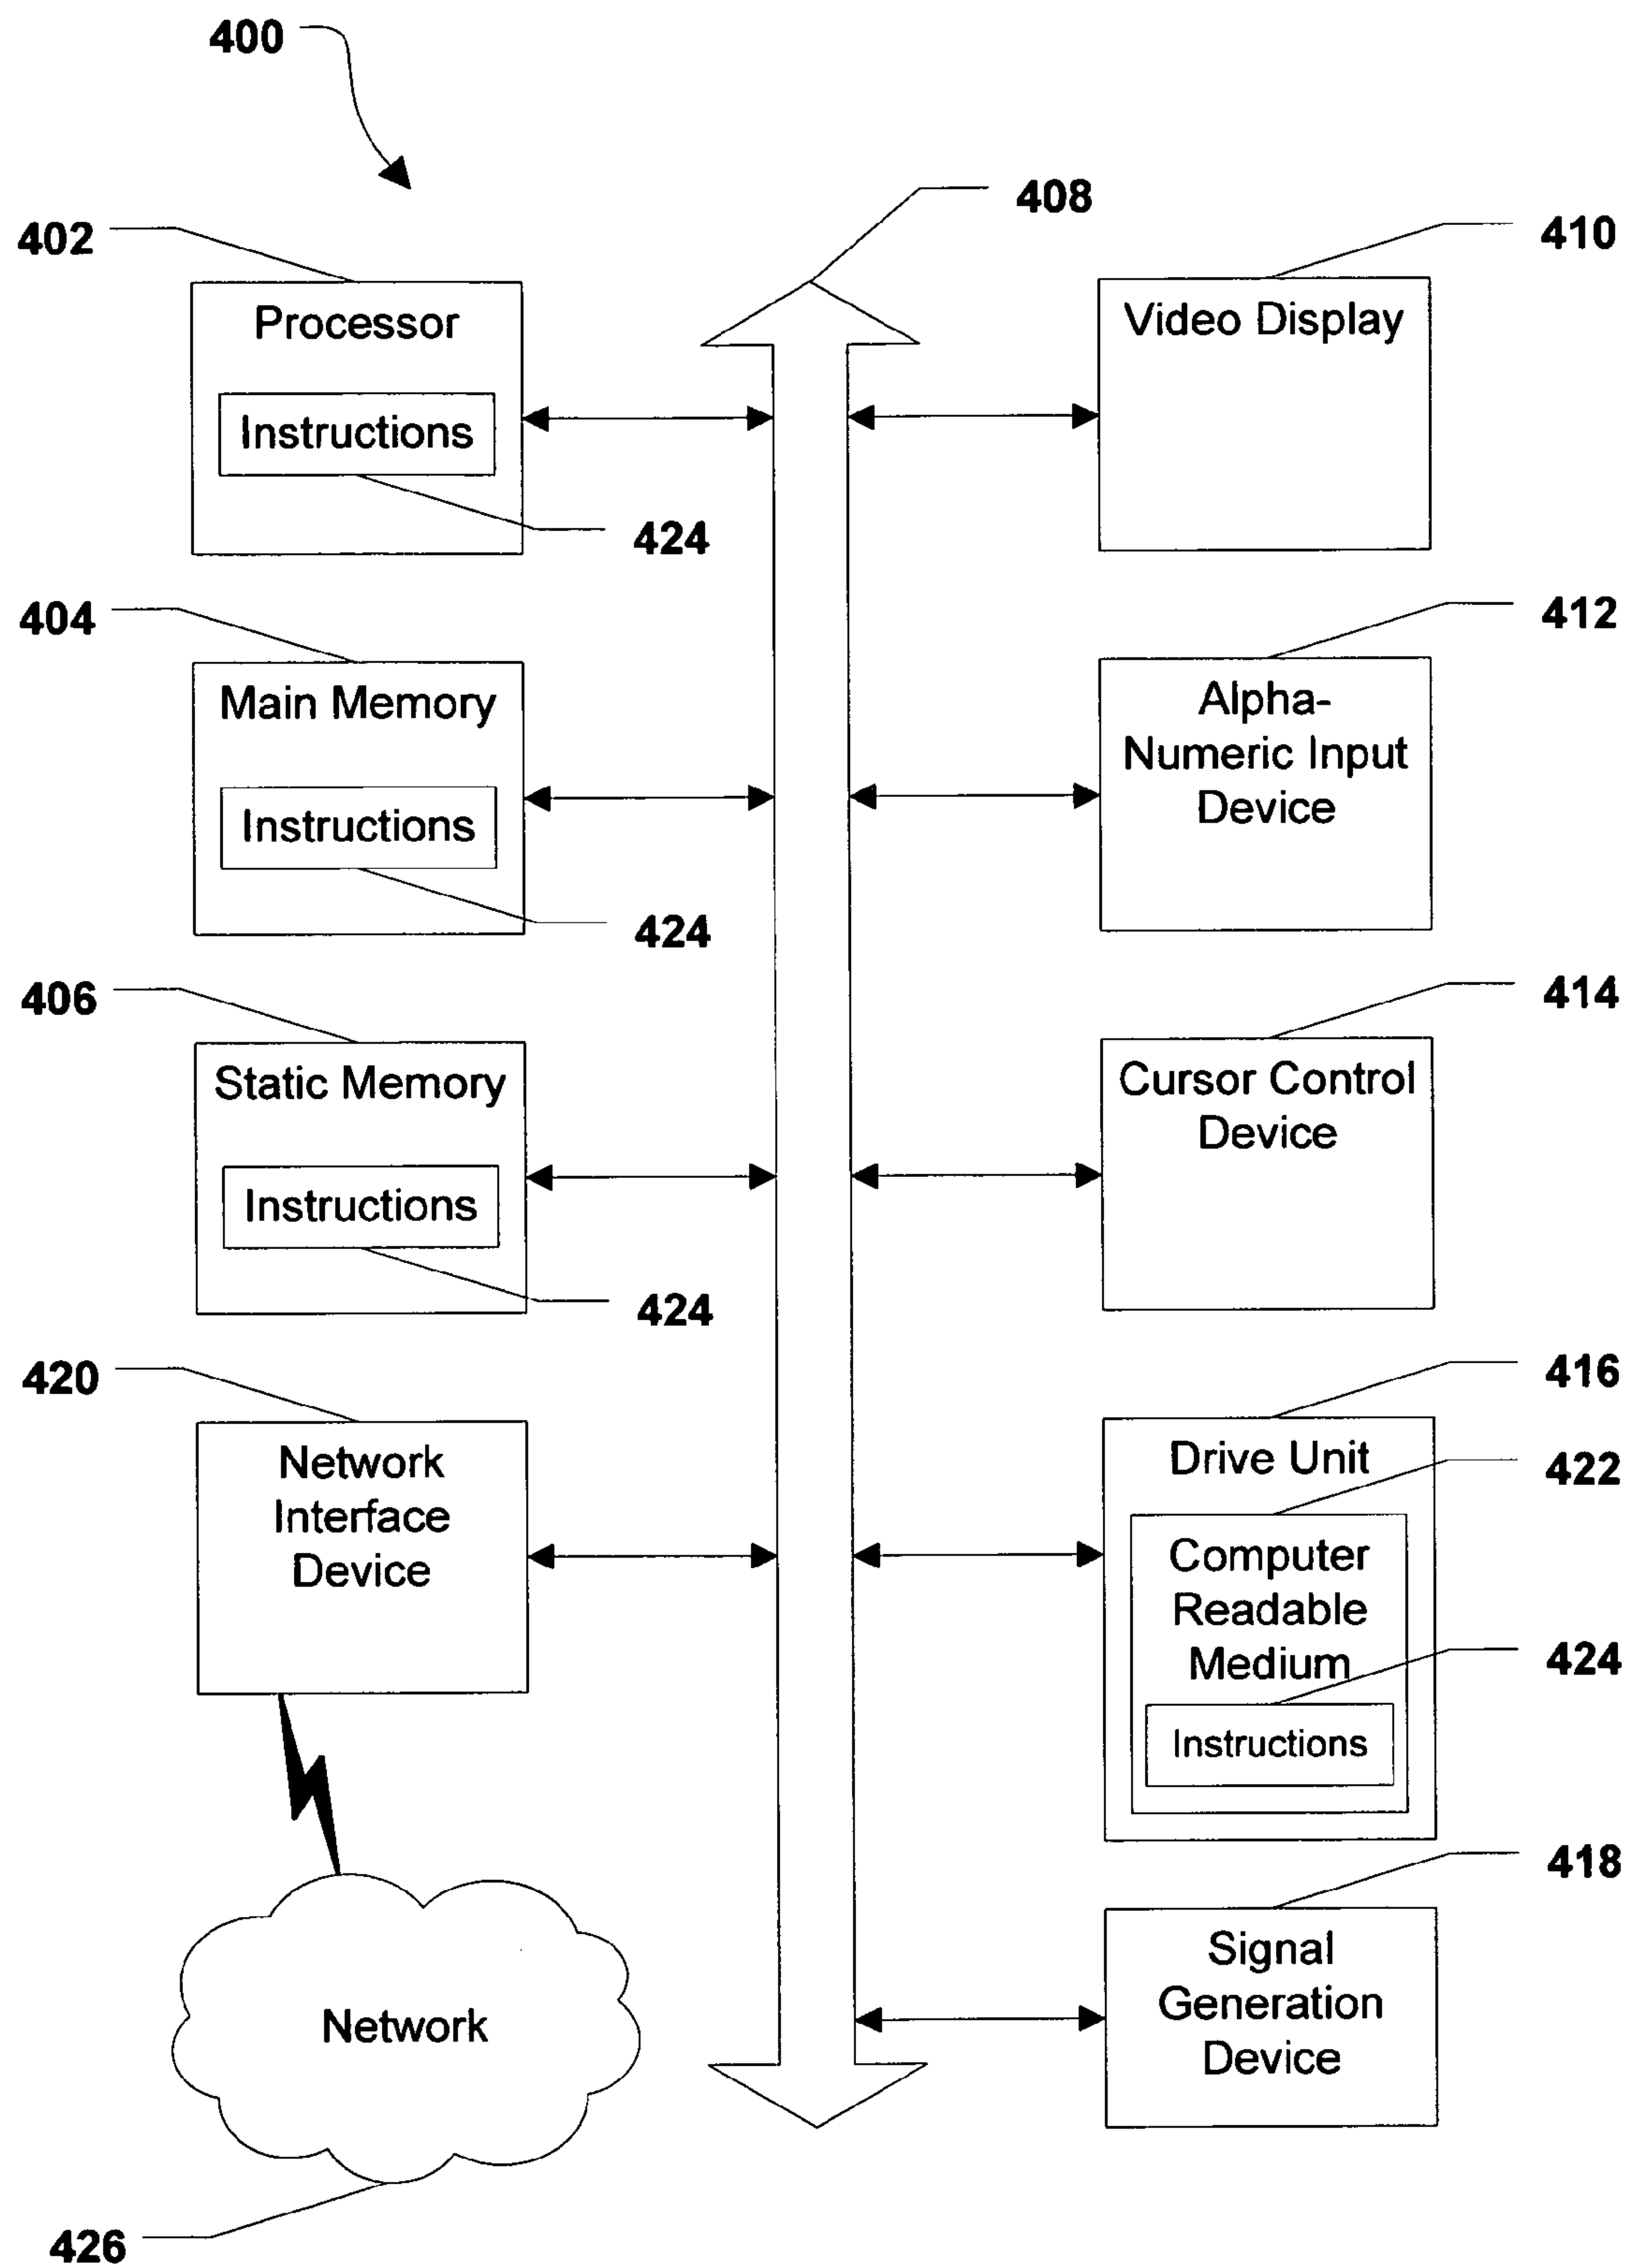 400
408
402
410
Processor
Instructions
424
Video Display
404
412
Main Memory
Instructions
424
Alpha-
Numeric Input
Device
406
414
Static Memory
Instructions
424
Cursor Control
Device
420
416
Network
Interface
Device
Drive Unit
422
Computer
Readable
Medium
424
Instructions
418
Network
Signal
Generation
Device
426